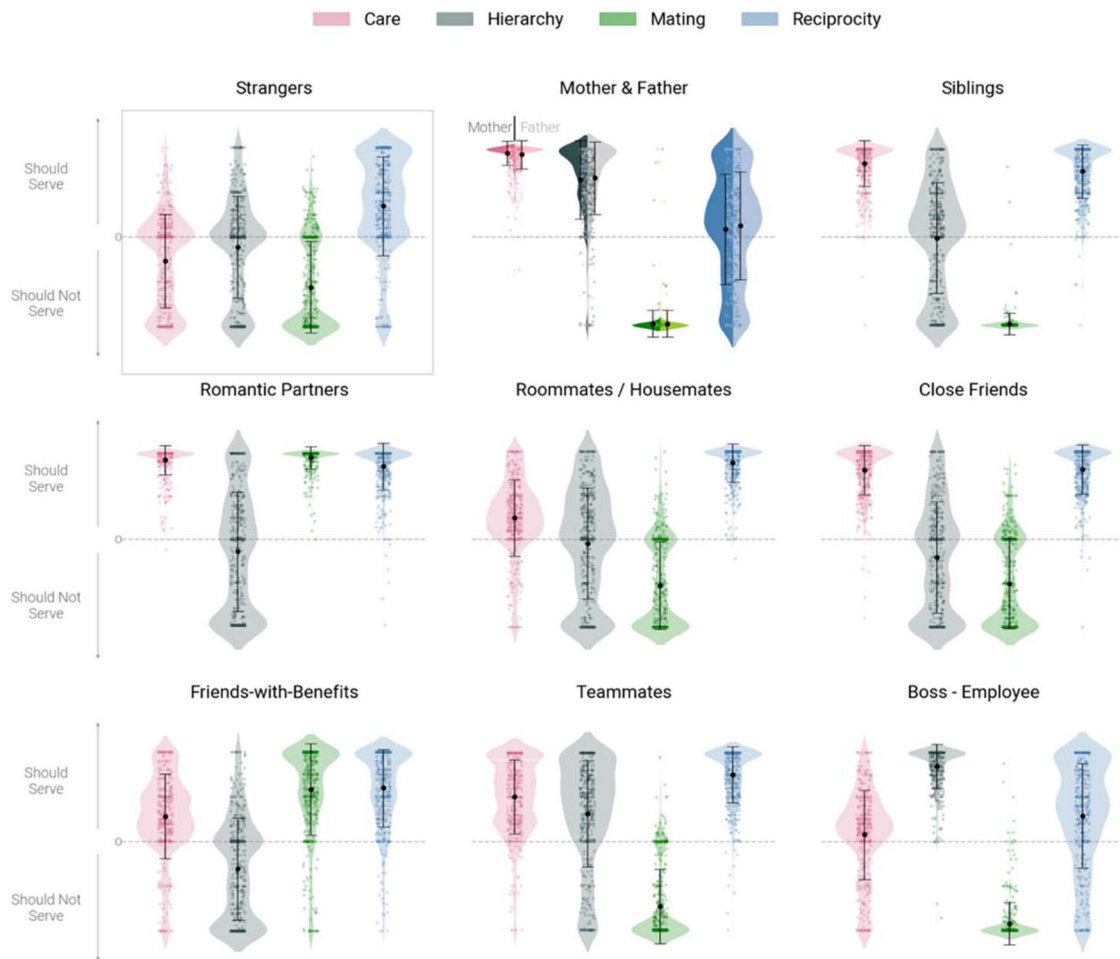 Care Hierarchy Mating Reciprocity
Strangers Mother & Father Siblings
Mother Father
Should
Serve
0
Should Not
Serve
Romantic Partners Roommates / Housemates Close Friends
Should
Serve
0
Should Not
Serve
Friends-with-Benefits Teammates Boss - Employee
Should
Serve
0
Should Not
Serve